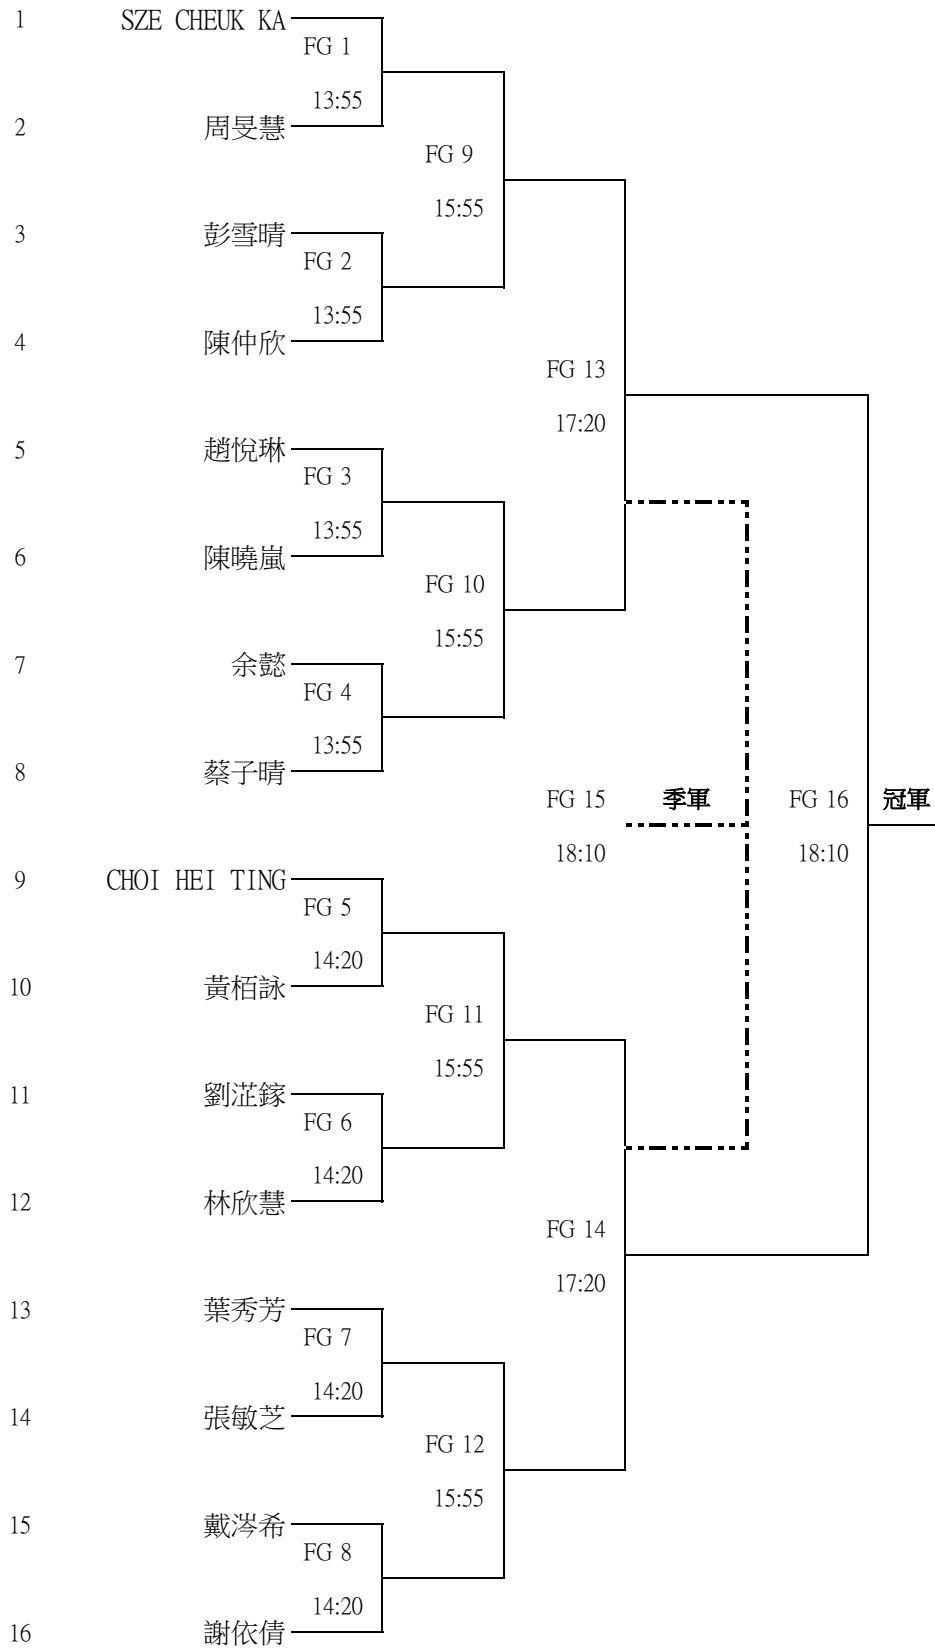 1 SZE CHEUK KA
FG 1
13:55
2 周旻慧
FG 9
15:55
3 彭雪晴
FG 2
13:55
4 陳仲欣
FG 13
17:20
5 趙悅琳
FG 3
13:55
6 陳曉嵐
FG 10
15:55
7 余懿
FG 4
13:55
8 蔡子晴
FG 15 季軍 FG 16 冠軍
18:10 18:10
9 CHOI HEI TING
FG 5
14:20
10 黃栢詠
FG 11
15:55
11 劉淽鎵
FG 6
14:20
12 林欣慧
FG 14
17:20
13 葉秀芳
FG 7
14:20
14 張敏芝
FG 12
15:55
15 戴涔希
FG 8
14:20
16 謝依倩